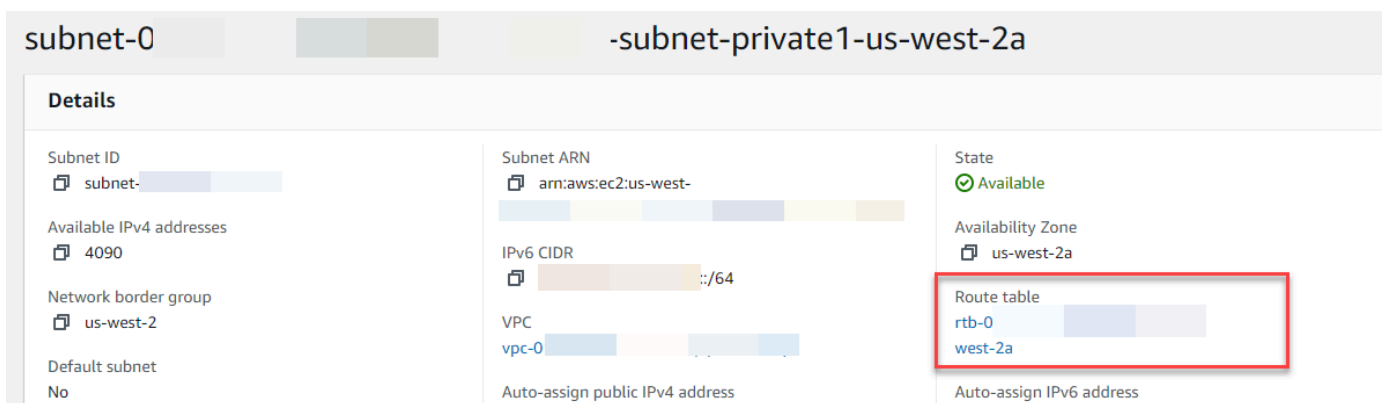 subnet-0 -subnet-private1-us-west-2a
Details
Subnet ID
subnet-
Available IPv4 addresses
4090
Network border group
us-west-2
Default subnet
No
Subnet ARN
arn:aws:ec2:us-west-
IPv6 CIDR
::/64
VPC
vpc-0
Auto-assign public IPv4 address
State
Available
Availability Zone
us-west-2a
Route table
rtb-0
west-2a
Auto-assign IPv6 address